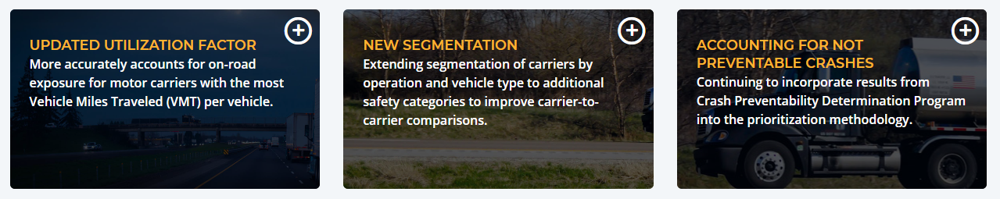 UPDATED UTILIZATION FACTOR
More accurately accounts for on-road
exposure for motor carriers with the most
Vehicle Miles Traveled (VMT) per vehicle.
NEW SEGMENTATION
Extending segmentation of carriers by
operation and vehicle type to additional
safety categories to improve carrier-to-
carrier comparisons.
ACCOUNTING FOR NOT
PREVENTABLE CRASHES
Continuing to incorporate results from
Crash Preventability Determination Program
into the prioritization methodology.